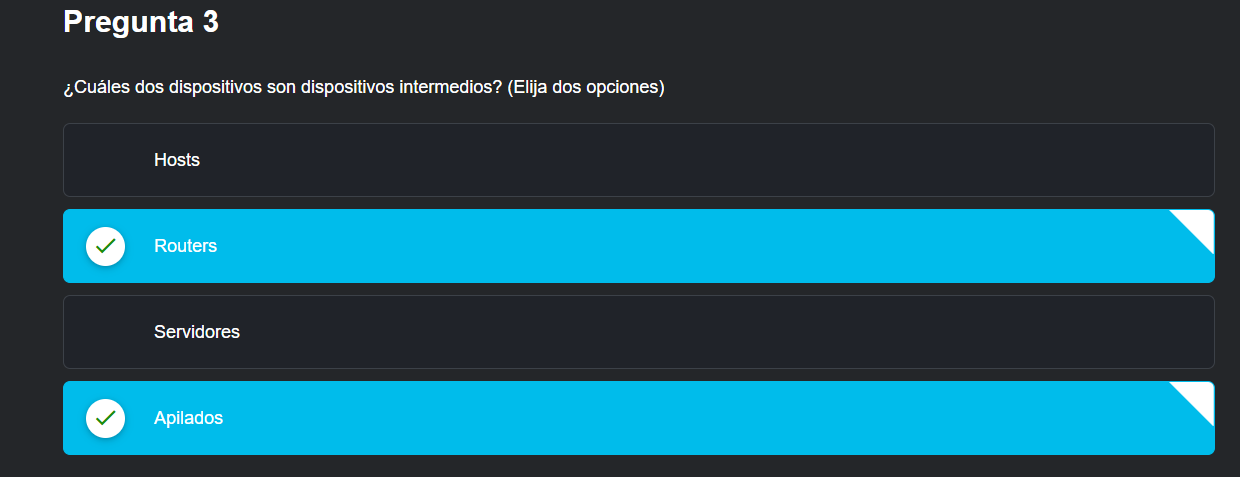 Pregunta 3
¿Cuáles dos dispositivos son dispositivos intermedios? (Elija dos opciones)
Hosts
Routers
Servidores
Apilados